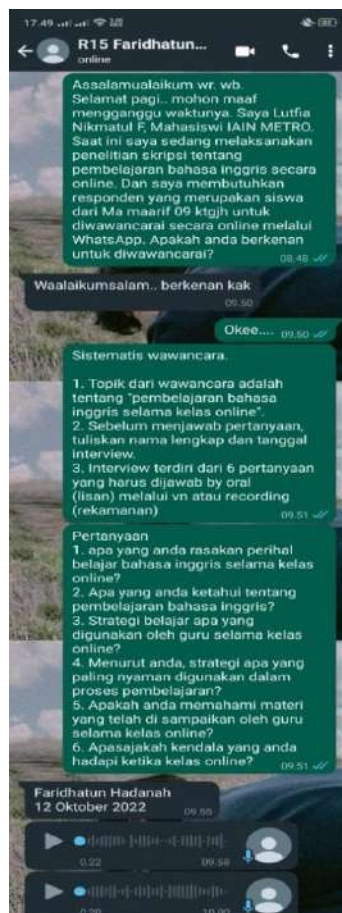 17.49
R15 Faridhatun...
online
Assalamualaikum wr. wb.
Selamat pagi.. mohon maaf
mengganggu waktunya. Saya Lutfia
Nikmatul F, Mahasiswi IAIN METRO.
Saat ini saya sedang melaksanakan
penelitian skripsi tentang
pembelajaran bahasa inggris secara
online. Dan saya membutuhkan
responden yang merupakan siswa
dari Ma maarif 09 ktgjh untuk
diwawancarai secara online melalui
WhatsApp. Apakah anda berkenan
untuk diwawancarai?
08.48
Waalaikumsalam.. berkenan kak
09.50
Okee.... 09.50
Sistematis wawancara.
1. Topik dari wawancara adalah
tentang "pembelajaran bahasa
inggris selama kelas online".
2. Sebelum menjawab pertanyaan,
tuliskan nama lengkap dan tanggal
interview.
3. Interview terdiri dari 6 pertanyaan
yang harus dijawab by oral
(lisan) melalui vn atau recording
(rekamanan)
09.51
Pertanyaan
1. apa yang anda rasakan perihal
belajar bahasa inggris selama kelas
online?
2. Apa yang anda ketahui tentang
pembelajaran bahasa inggris?
3. Strategi belajar apa yang
digunakan oleh guru selama kelas
online?
4. Menurut anda, strategi apa yang
paling nyaman digunakan dalam
proses pembelajaran?
5. Apakah anda memahami materi
yang telah di sampaikan oleh guru
selama kelas online?
6. Apasajakah kendala yang anda
hadapi ketika kelas online?
09.51
Faridhatun Hadanah
12 Oktober 2022
09.55
0.22 09.58